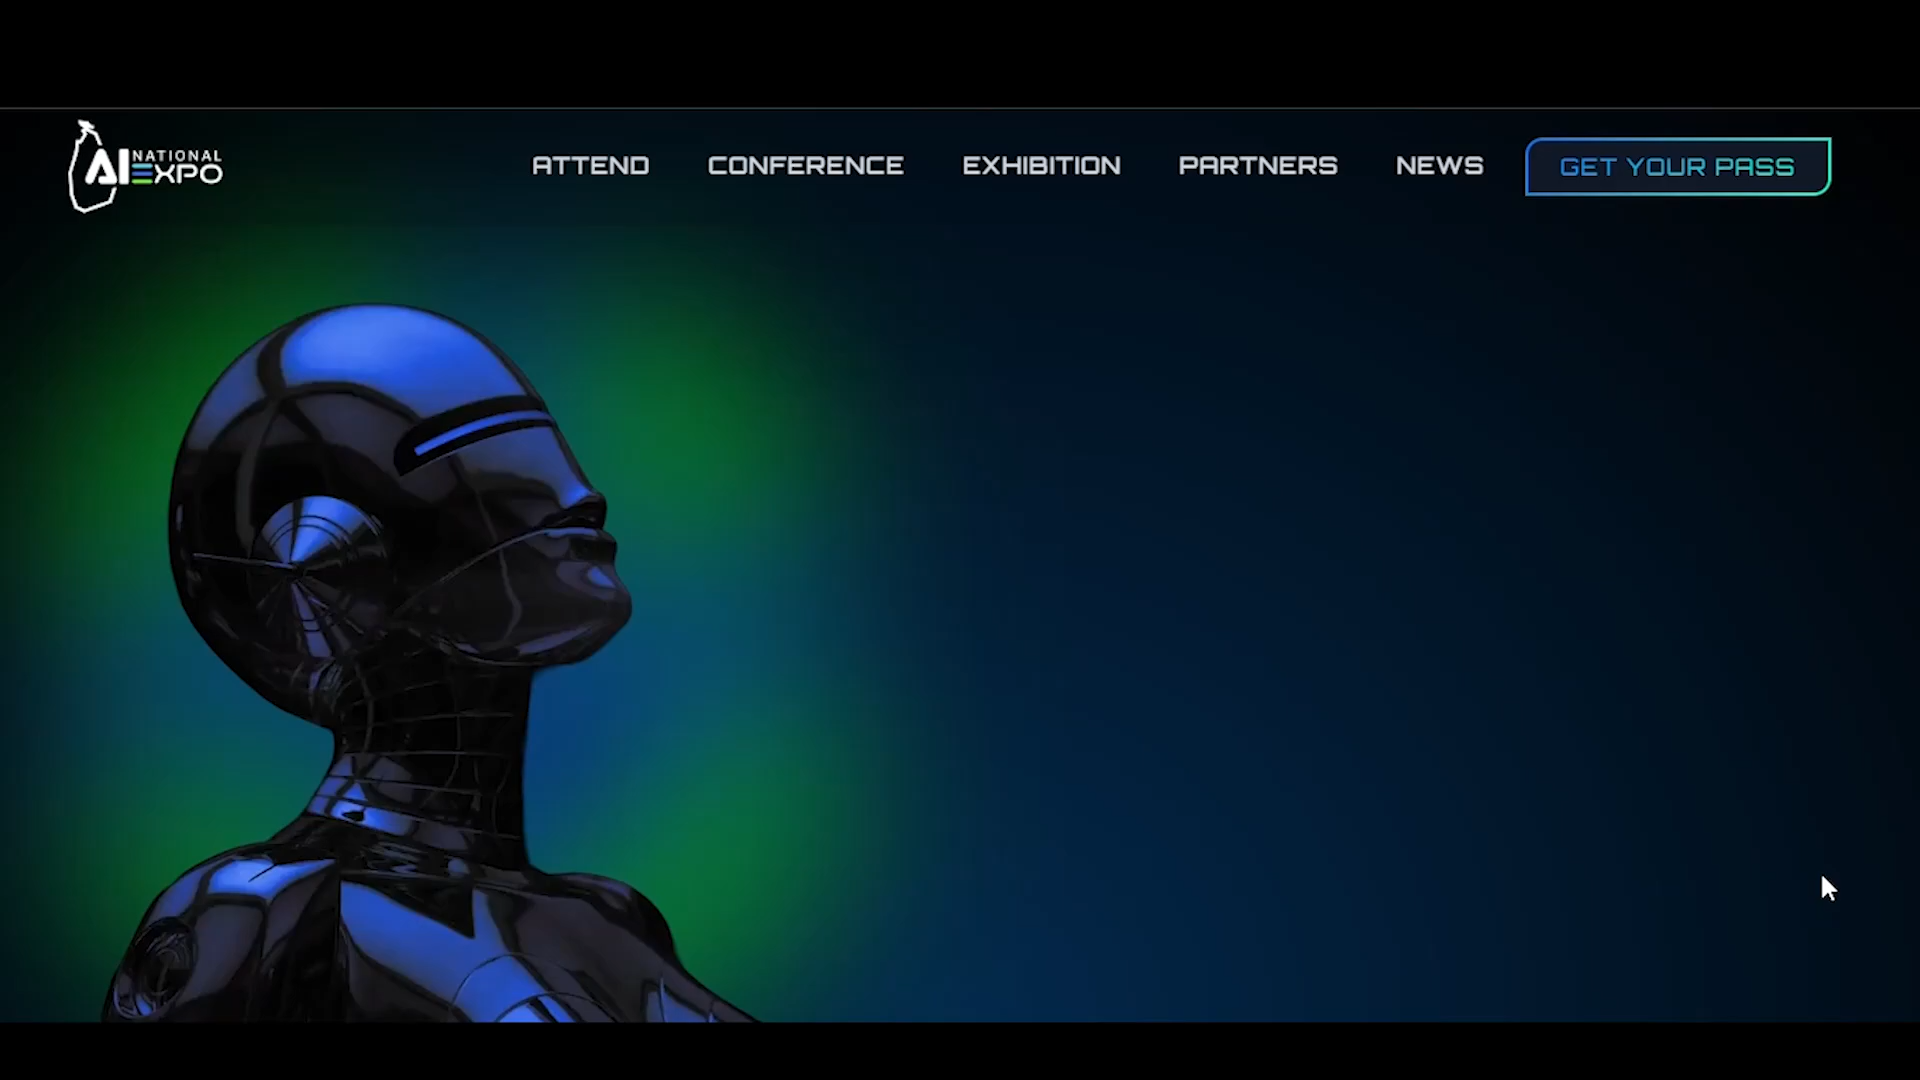 AI NATIONAL
EXPO
ATTEND
CONFERENCE
EXHIBITION
PARTNERS
NEWS
GET YOUR PASS